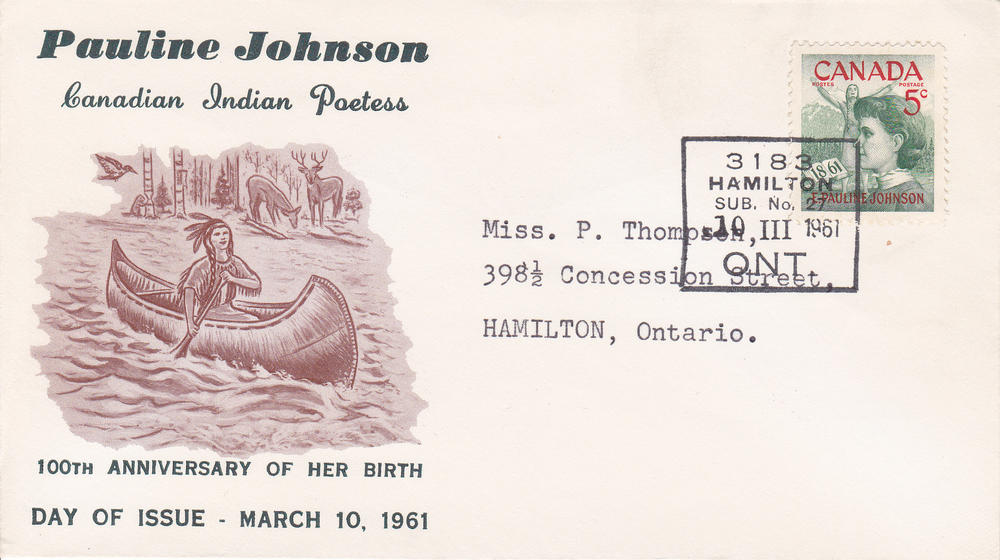 Pauline Johnson
Canadian Indian Poetess
CANADA
POSTES POSTAGE
5c
1861
E. PAULINE JOHNSON
3183
HAMILTON
SUB. No. 27
10 III 1961
ONT
Miss. P. Thompson,
398½ Concession Street,
HAMILTON, Ontario.
100TH ANNIVERSARY OF HER BIRTH
DAY OF ISSUE - MARCH 10, 1961